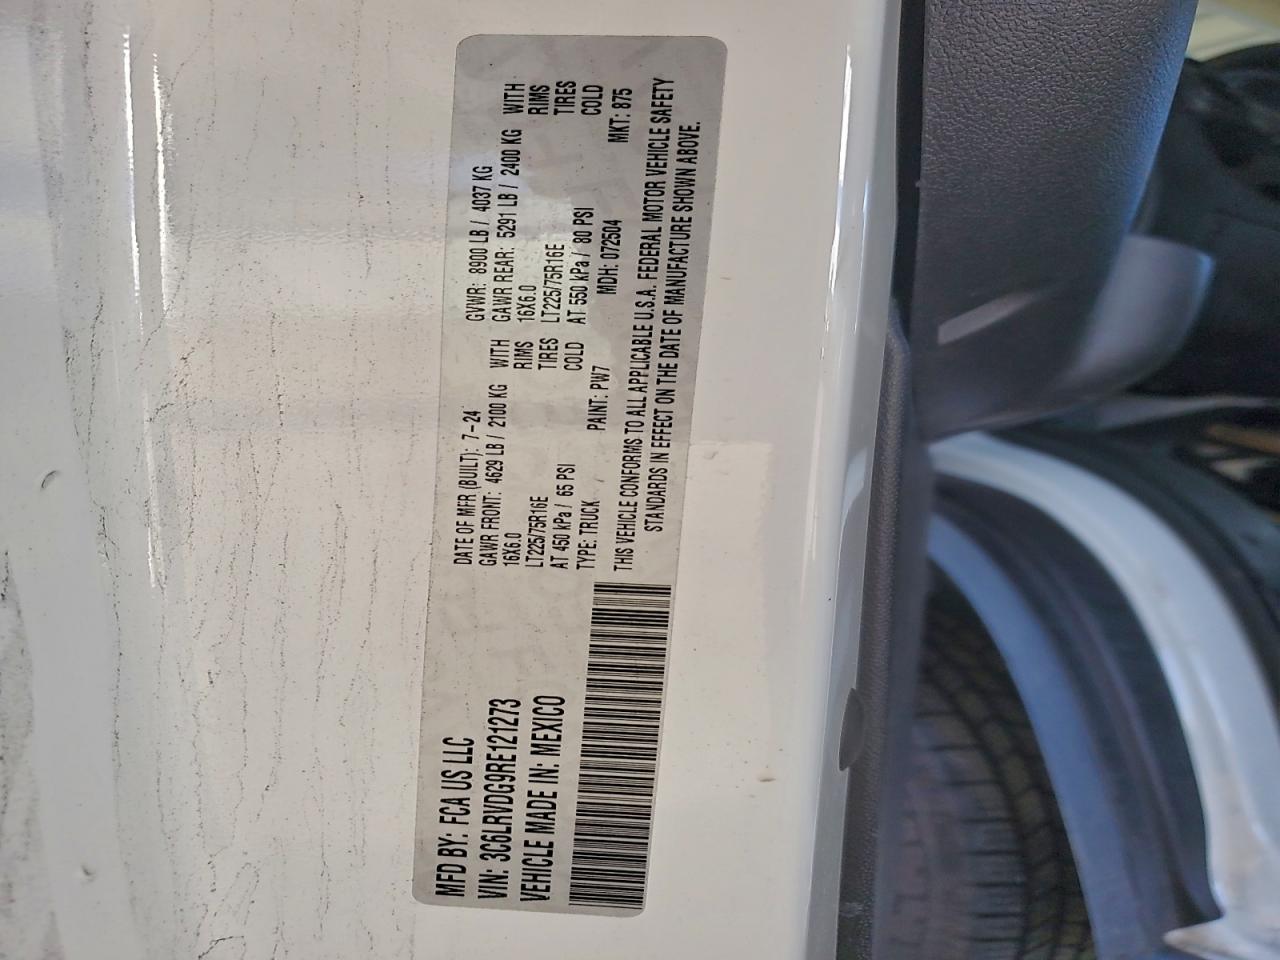 MFD BY: FCA US LLC
VIN: 3C6LRVDG9RE121273
VEHICLE MADE IN: MEXICO
DATE OF MFR (BUILT): 7-24 GVWR: 8900 LB / 4037 KG
GAWR FRONT: 4629 LB / 2100 KG WITH GAWR REAR: 5291 LB / 2400 KG WITH
16X6.0 RIMS 16X6.0 RIMS
LT225/75R16E TIRES LT225/75R16E TIRES
AT 450 kPa / 65 PSI COLD AT 550 kPa / 80 PSI COLD
TYPE: TRUCK PAINT: PW7 MDH: 072504 MKT: 875
THIS VEHICLE CONFORMS TO ALL APPLICABLE U.S.A. FEDERAL MOTOR VEHICLE SAFETY
STANDARDS IN EFFECT ON THE DATE OF MANUFACTURE SHOWN ABOVE.